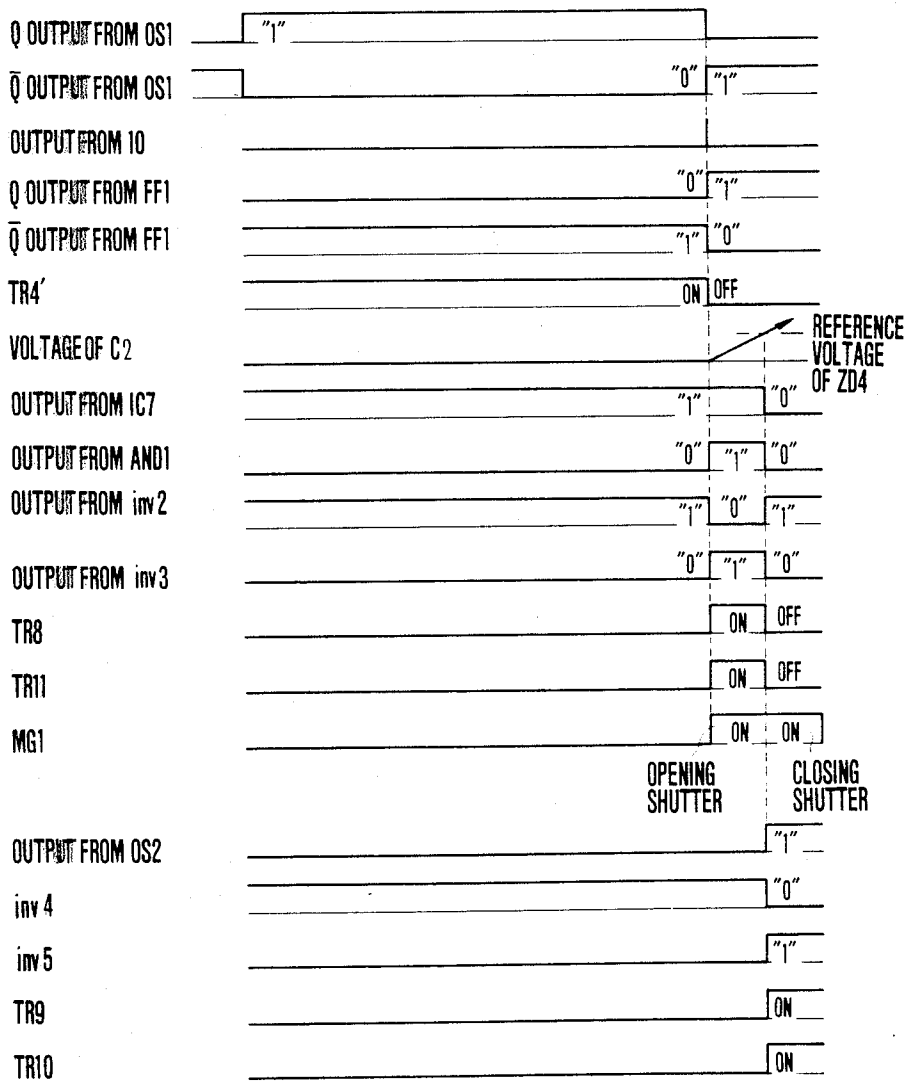 Q OUTPUT FROM OS1 "1"
Q̅ OUTPUT FROM OS1 "0" "1"
OUTPUT FROM 10
Q OUTPUT FROM FF1 "0" "1"
Q̅ OUTPUT FROM FF1 "1" "0"
TR4' ON OFF
VOLTAGE OF C2
REFERENCE
VOLTAGE
OF ZD4
OUTPUT FROM IC7 "1" "0"
OUTPUT FROM AND1 "0" "1" "0"
OUTPUT FROM inv2 "1" "0" "1"
OUTPUT FROM inv3 "0" "1" "0"
TR8 ON OFF
TR11 ON OFF
MG1 ON ON
OPENING
SHUTTER
CLOSING
SHUTTER
OUTPUT FROM OS2 "1"
inv4 "0"
inv5 "1"
TR9 ON
TR10 ON